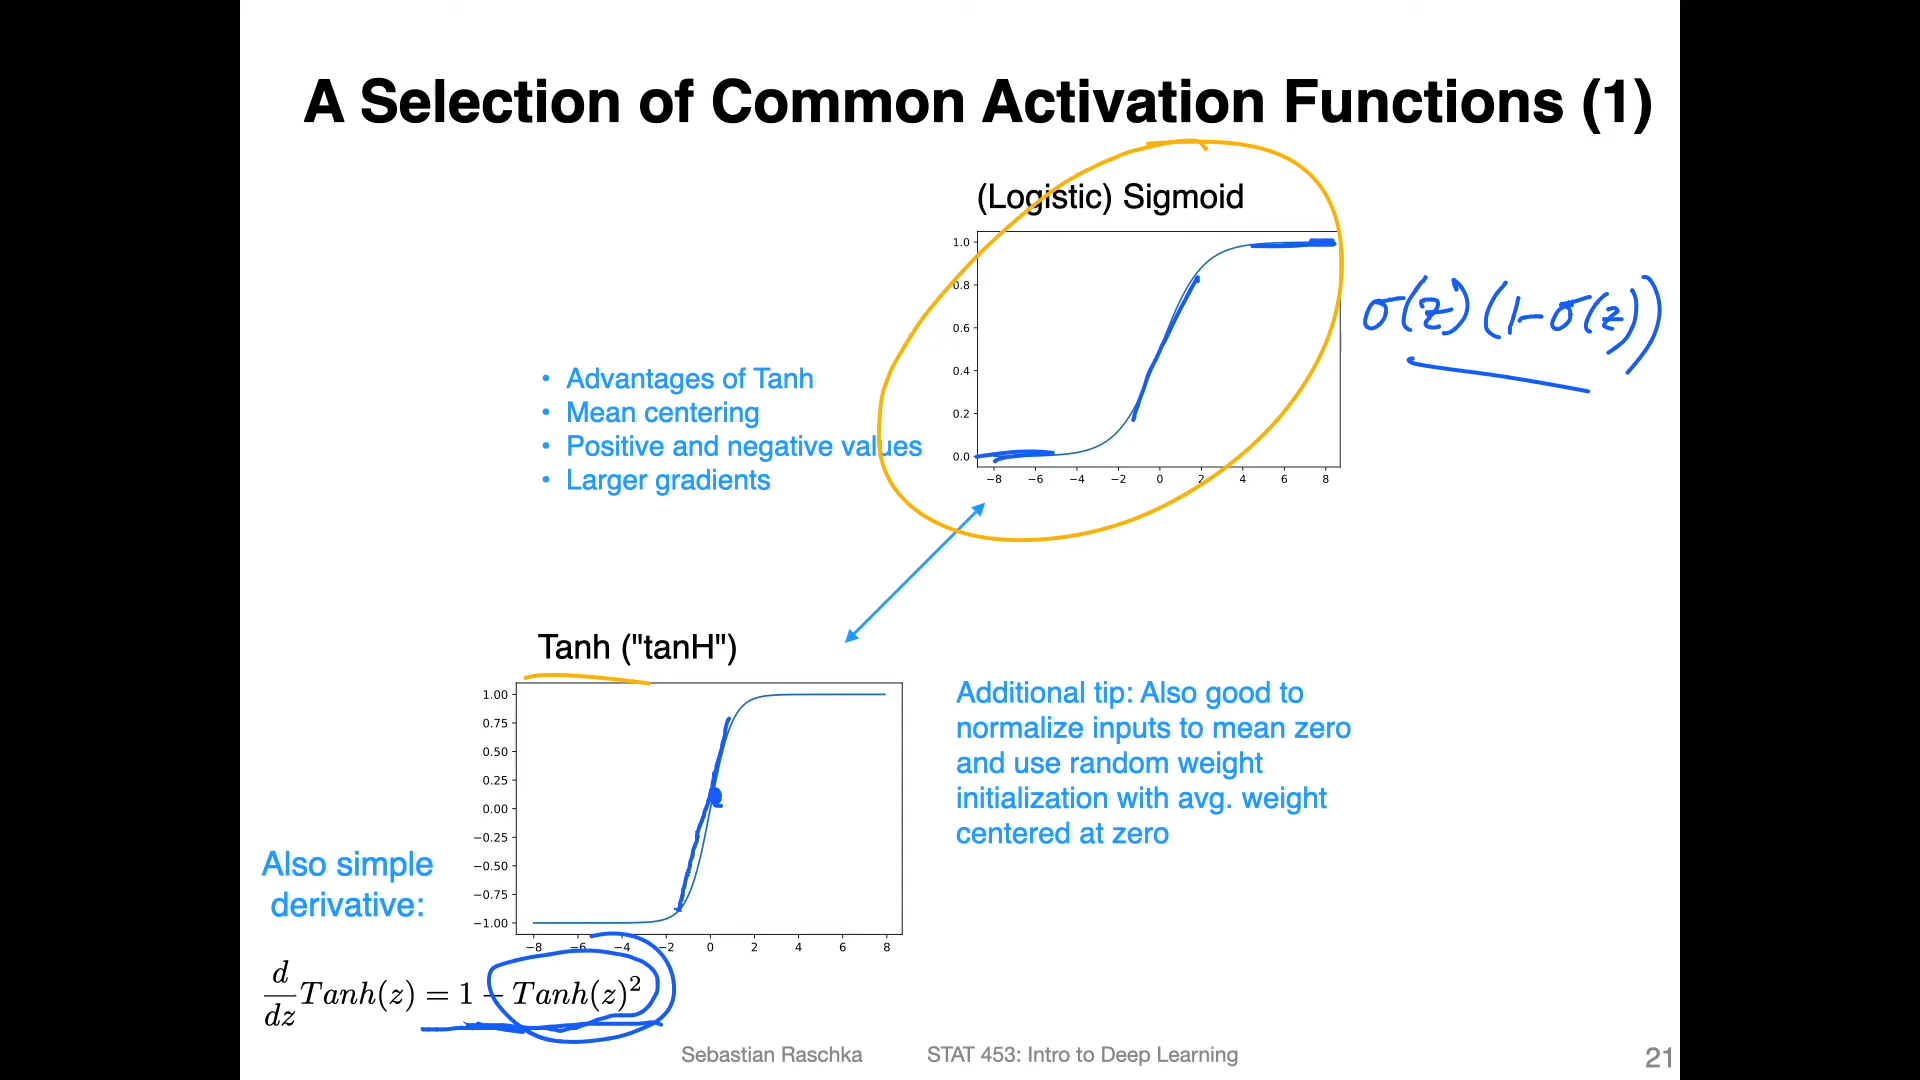 A Selection of Common Activation Functions (1)
(Logistic) Sigmoid
1.0
0.8
0.6
0.4
0.2
0.0
−8 −6 −4 −2 0 2 4 6 8
σ(z)(1-σ(z))
• Advantages of Tanh
• Mean centering
• Positive and negative values
• Larger gradients
Tanh ("tanH")
1.00
0.75
0.50
0.25
0.00
−0.25
−0.50
−0.75
−1.00
−8 −6 −4 −2 0 2 4 6 8
Additional tip: Also good to
normalize inputs to mean zero
and use random weight
initialization with avg. weight
centered at zero
Also simple
derivative:
d/dz Tanh(z) = 1 − Tanh(z)²
Sebastian Raschka STAT 453: Intro to Deep Learning 21